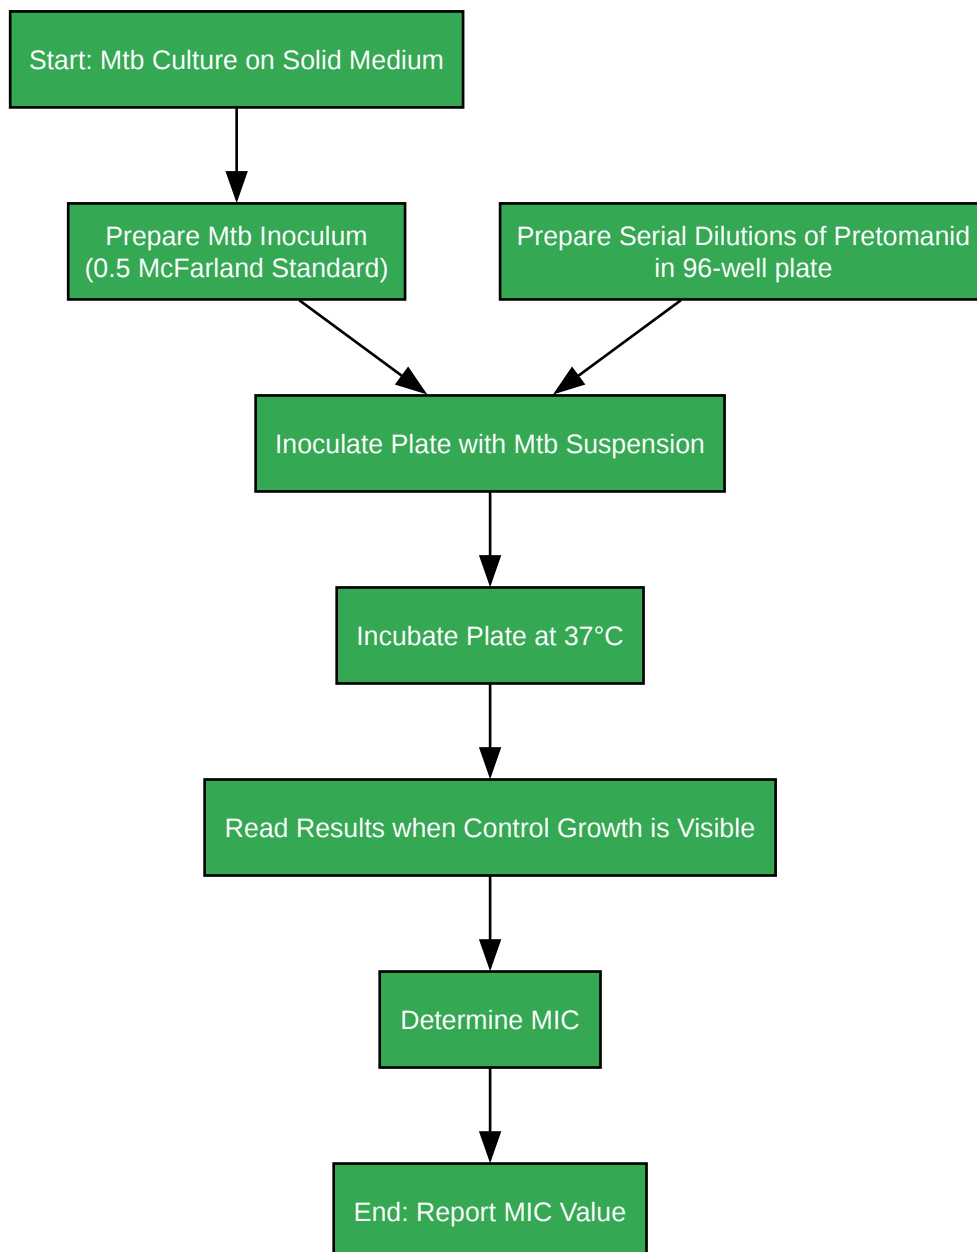 Start: Mtb Culture on Solid Medium
Prepare Mtb Inoculum
(0.5 McFarland Standard)
Prepare Serial Dilutions of Pretomanid
in 96-well plate
Inoculate Plate with Mtb Suspension
Incubate Plate at 37°C
Read Results when Control Growth is Visible
Determine MIC
End: Report MIC Value